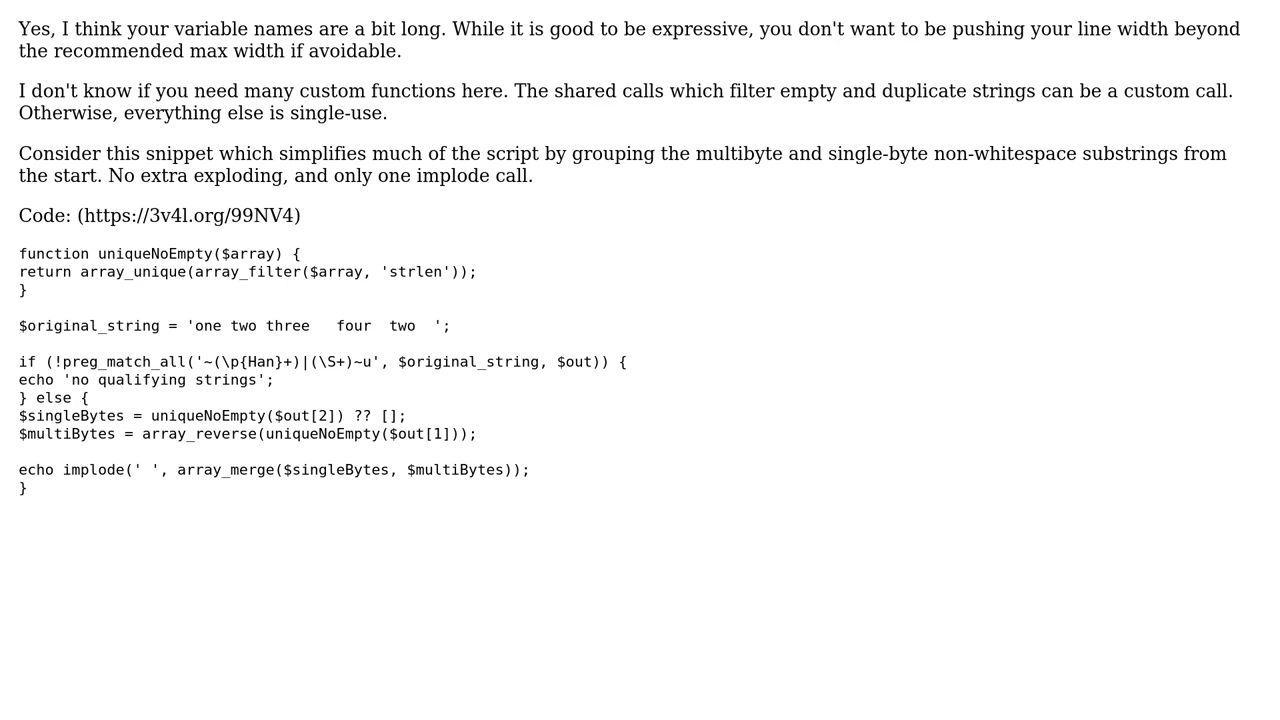 Yes, I think your variable names are a bit long. While it is good to be expressive, you don't want to be pushing your line width beyond
the recommended max width if avoidable.
I don't know if you need many custom functions here. The shared calls which filter empty and duplicate strings can be a custom call.
Otherwise, everything else is single-use.
Consider this snippet which simplifies much of the script by grouping the multibyte and single-byte non-whitespace substrings from
the start. No extra exploding, and only one implode call.
Code: (https://3v4l.org/99NV4)
function uniqueNoEmpty($array) {
return array_unique(array_filter($array, 'strlen'));
}
$original_string = 'one two three   four  two  ';
if (!preg_match_all('~(\p{Han}+)|(\S+)~u', $original_string, $out)) {
echo 'no qualifying strings';
} else {
$singleBytes = uniqueNoEmpty($out[2]) ?? [];
$multiBytes = array_reverse(uniqueNoEmpty($out[1]));
echo implode(' ', array_merge($singleBytes, $multiBytes));
}